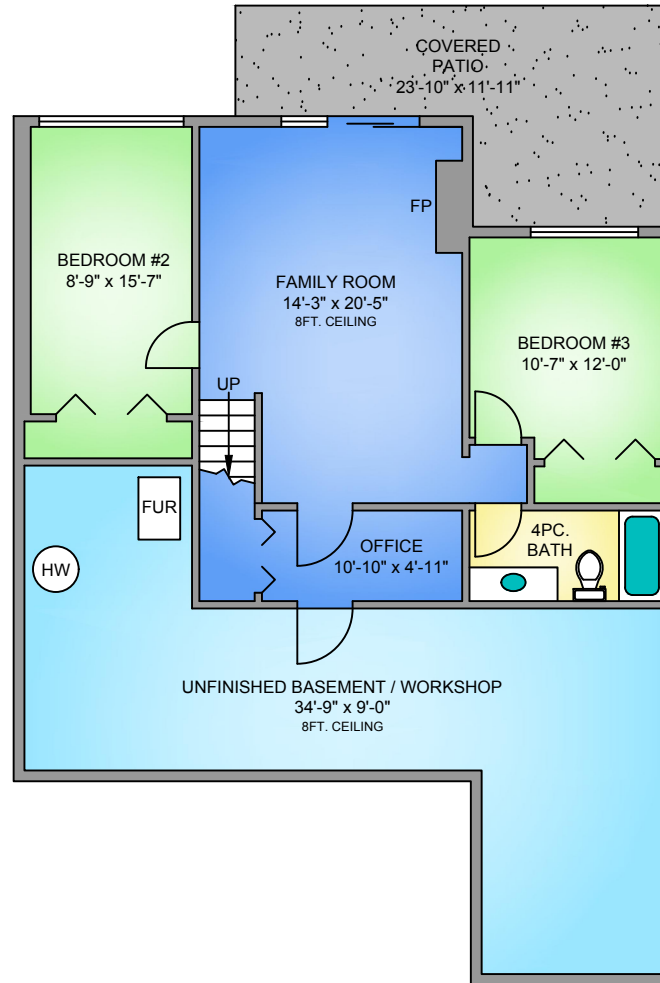 COVERED
PATIO
23'-10" x 11'-11"
BEDROOM #2
8'-9" x 15'-7"
FP
FAMILY ROOM
14'-3" x 20'-5"
8FT. CEILING
BEDROOM #3
10'-7" x 12'-0"
UP
FUR
HW
OFFICE
10'-10" x 4'-11"
4PC.
BATH
UNFINISHED BASEMENT / WORKSHOP
34'-9" x 9'-0"
8FT. CEILING